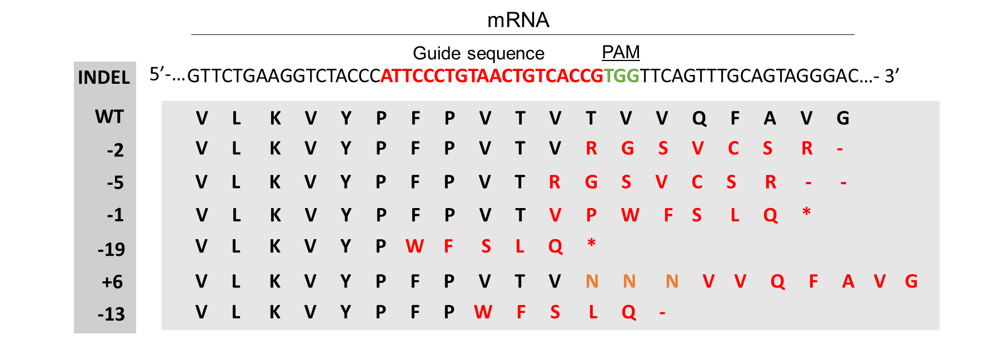 mRNA
Guide sequence PAM
INDEL 5’-...GTTCTGAAGGTCTACCCATTCCCTGTAACTGTCACCGTGGTTCAGTTTGCAGTAGGGAC...- 3’
WT V L K V Y P F P V T V T V V Q F A V G
-2 V L K V Y P F P V T V R G S V C S R -
-5 V L K V Y P F P V T R G S V C S R - -
-1 V L K V Y P F P V T V P W F S L Q *
-19 V L K V Y P W F S L Q *
+6 V L K V Y P F P V T V N N N V V Q F A V G
-13 V L K V Y P F P W F S L Q -